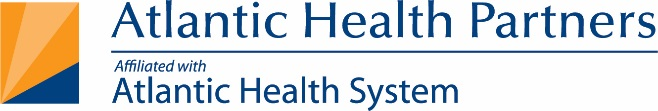 Atlantic Health Partners
Affiliated with
Atlantic Health System